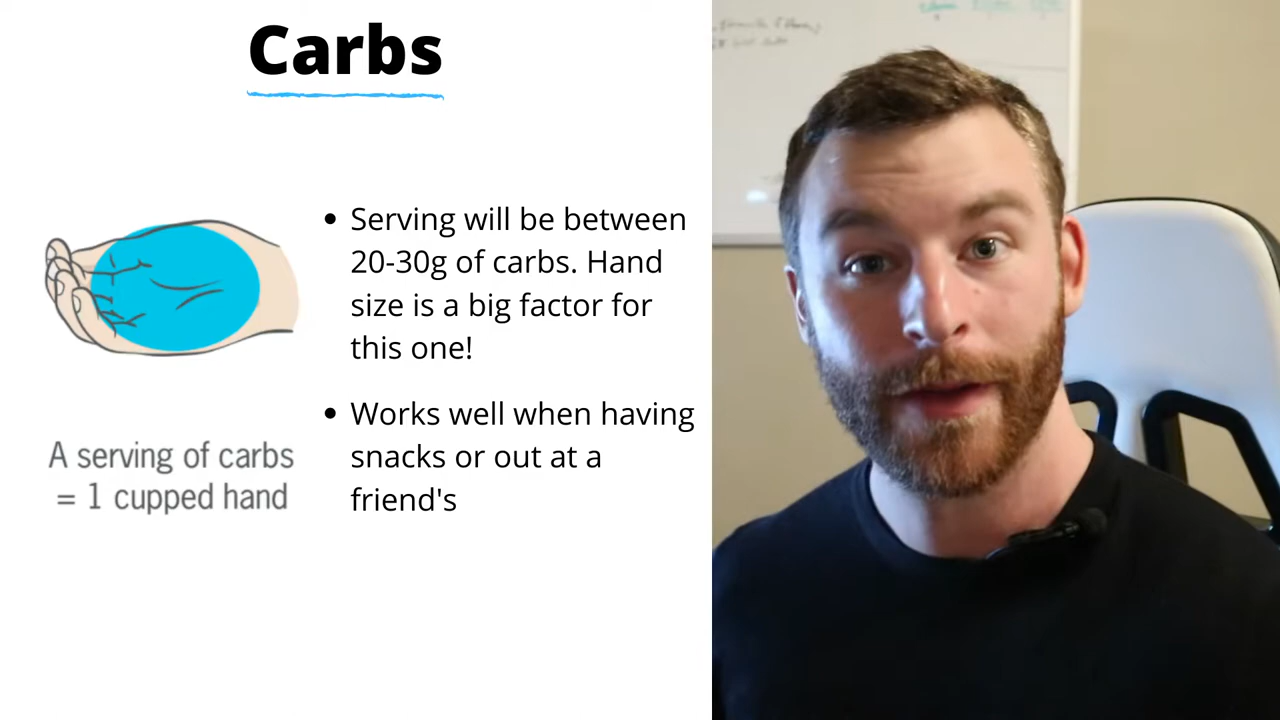 Carbs
Serving will be between
20-30g of carbs. Hand
size is a big factor for
this one!
Works well when having
snacks or out at a
friend's
A serving of carbs
= 1 cupped hand